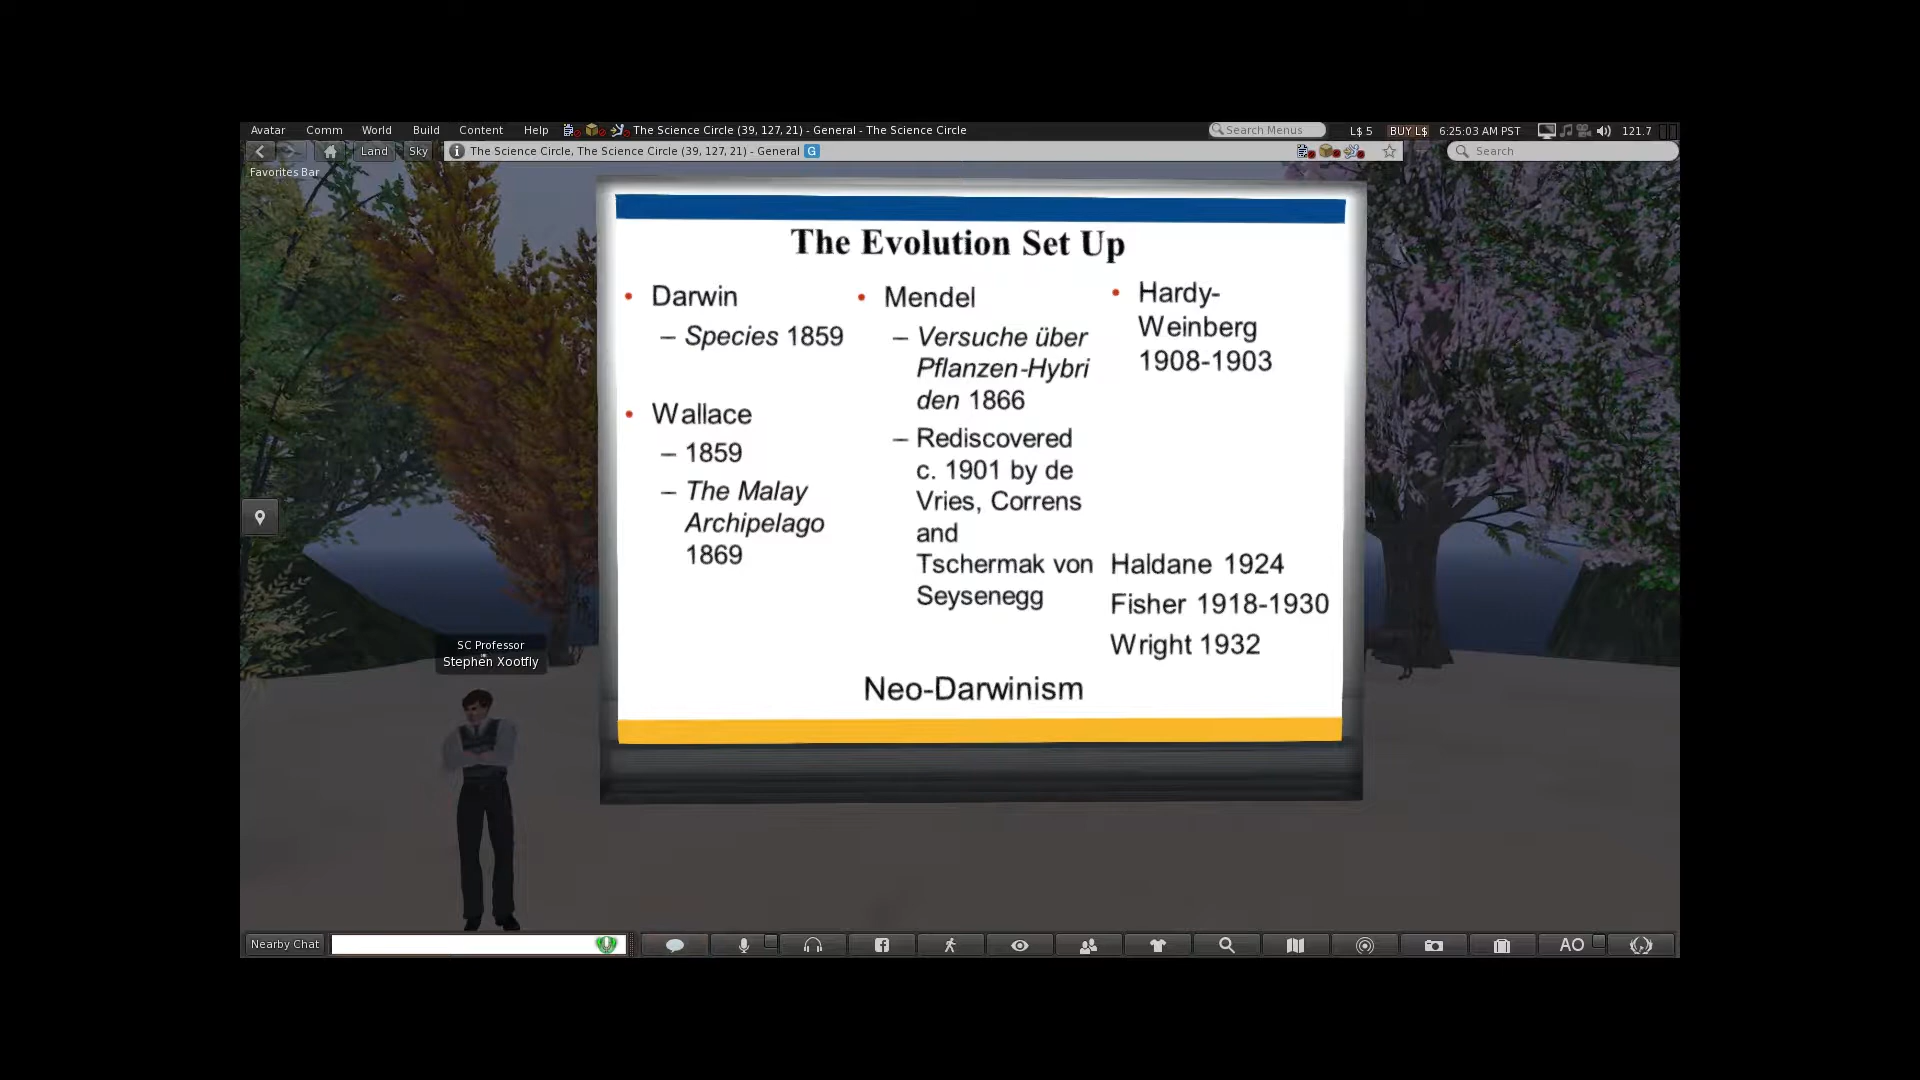 Avatar Comm World Build Content Help The Science Circle (39, 127, 21) - General - The Science Circle Search Menus L$ 5 BUY L$ 6:25:03 AM PST 121.7
Land Sky The Science Circle, The Science Circle (39, 127, 21) - General G Search
Favorites Bar
The Evolution Set Up
• Darwin
– Species 1859
• Wallace
– 1859
– The Malay
Archipelago
1869
• Mendel
– Versuche über
Pflanzen-Hybri
den 1866
– Rediscovered
c. 1901 by de
Vries, Correns
and
Tschermak von
Seysenegg
• Hardy-
Weinberg
1908-1903
Haldane 1924
Fisher 1918-1930
Wright 1932
Neo-Darwinism
SC Professor
Stephen Xootfly
Nearby Chat AO